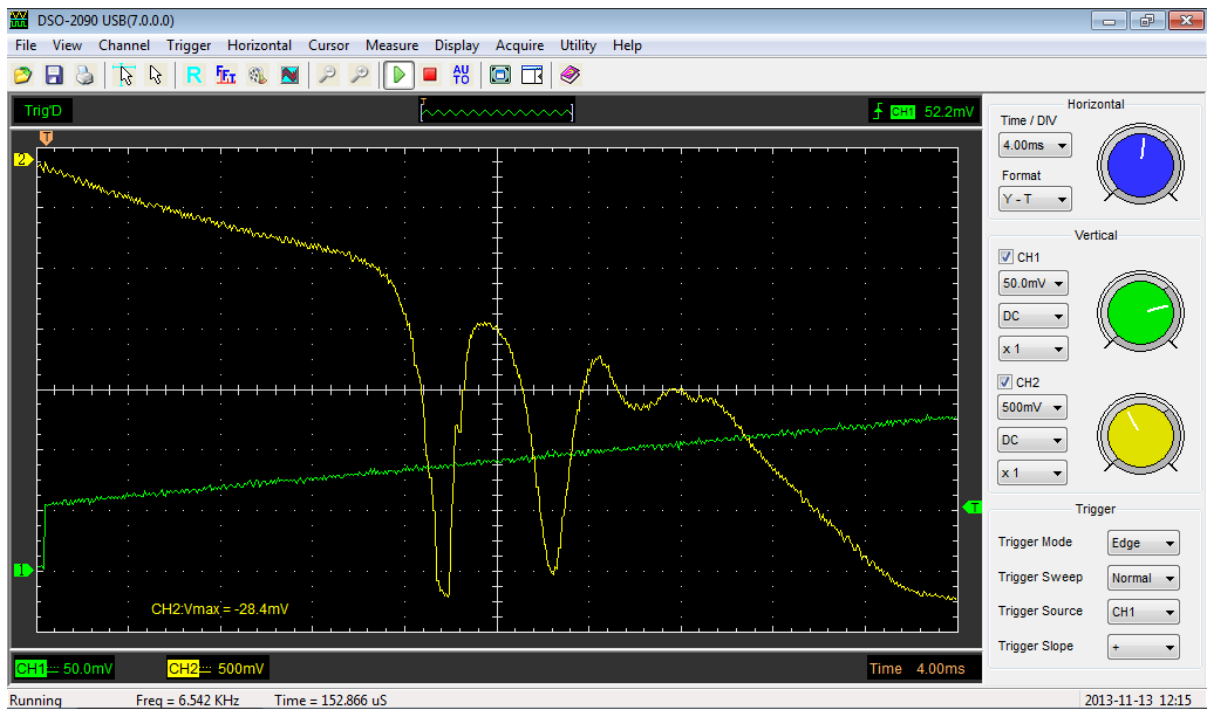 DSO-2090 USB(7.0.0.0)
File View Channel Trigger Horizontal Cursor Measure Display Acquire Utility Help
R FFT AUTO
Trig'D
T
CH1 52.2mV
T
2
1
T
CH2:Vmax = -28.4mV
CH1 50.0mV CH2 500mV Time 4.00ms
Horizontal
Time / DIV
4.00ms
Format
Y - T
Vertical
CH1
50.0mV
DC
x 1
CH2
500mV
DC
x 1
Trigger
Trigger Mode Edge
Trigger Sweep Normal
Trigger Source CH1
Trigger Slope +
Running Freq = 6.542 KHz Time = 152.866 uS 2013-11-13 12:15